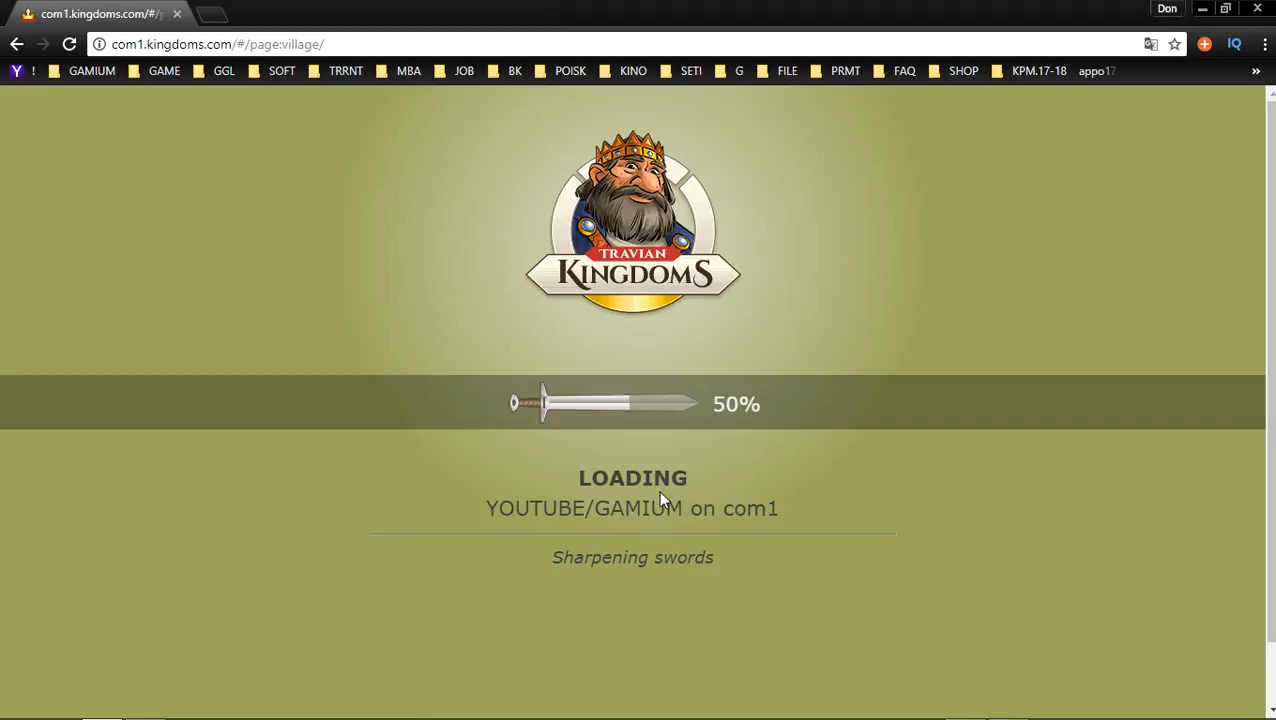 com1.kingdoms.com/#/p
Don
com1.kingdoms.com/#/page:village/
! GAMIUM GAME GGL SOFT TRRNT MBA JOB BK POISK KINO SETI G FILE PRMT FAQ SHOP KPM.17-18 appo17 »
TRAVIAN
KINGDOMS
50%
LOADING
YOUTUBE/GAMIUM on com1
Sharpening swords